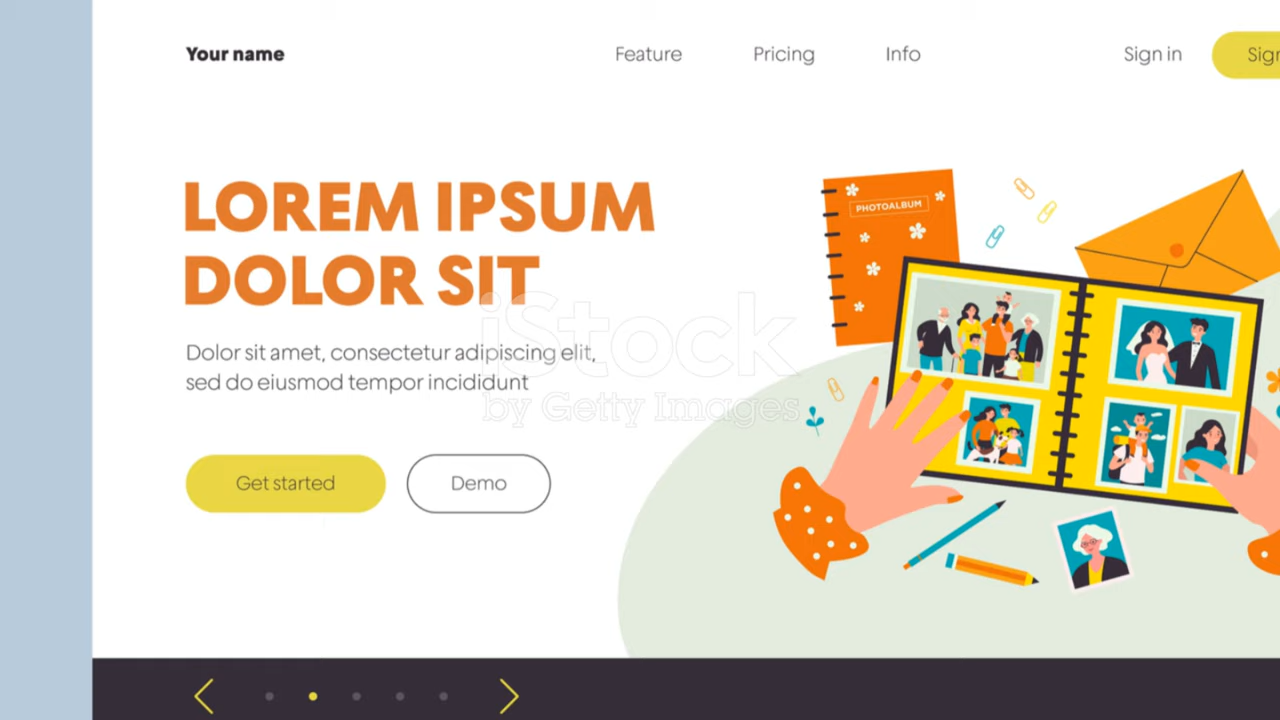 Your name
Feature
Pricing
Info
Sign in
LOREM IPSUM
DOLOR SIT
Dolor sit amet, consectetur adipiscing elit,
sed do eiusmod tempor incididunt
Get started
Demo
PHOTOALBUM
iStock
by Getty Images